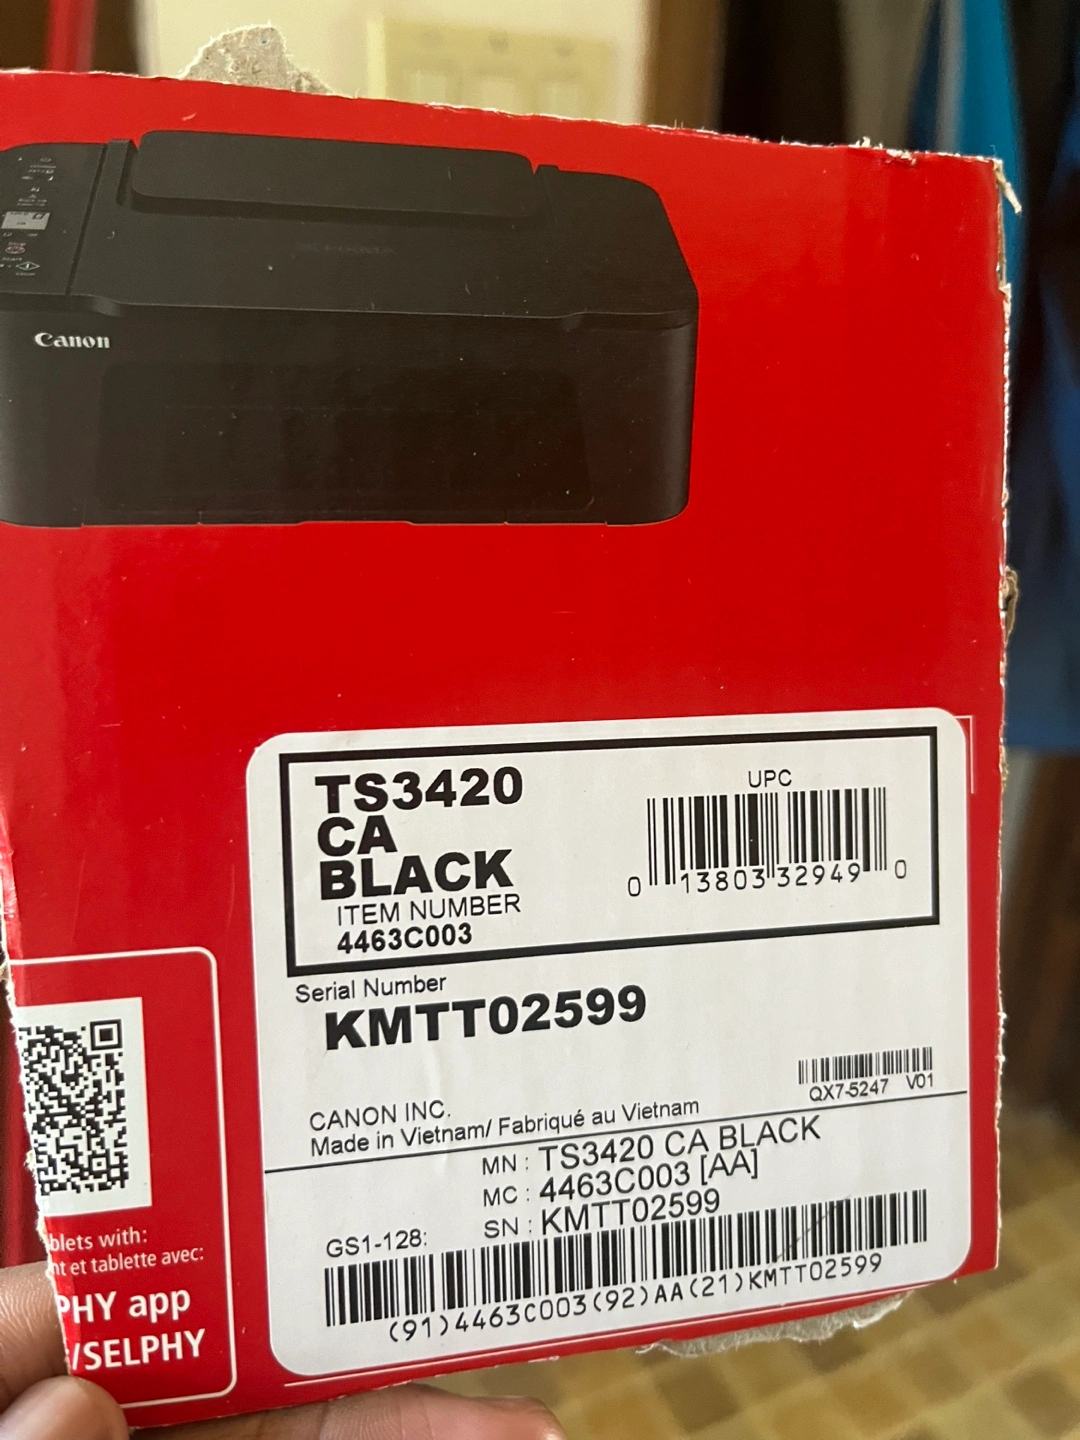 Canon
TS3420
CA
BLACK
ITEM NUMBER
4463C003
UPC
0 13803 32949 0
Serial Number
KMTT02599
QX7-5247 V01
CANON INC.
Made in Vietnam/ Fabriqué au Vietnam
MN : TS3420 CA BLACK
MC : 4463C003 [AA]
SN : KMTT02599
GS1-128:
(91)4463C003(92)AA(21)KMTT02599
blets with:
nt et tablette avec:
PHY app
/SELPHY